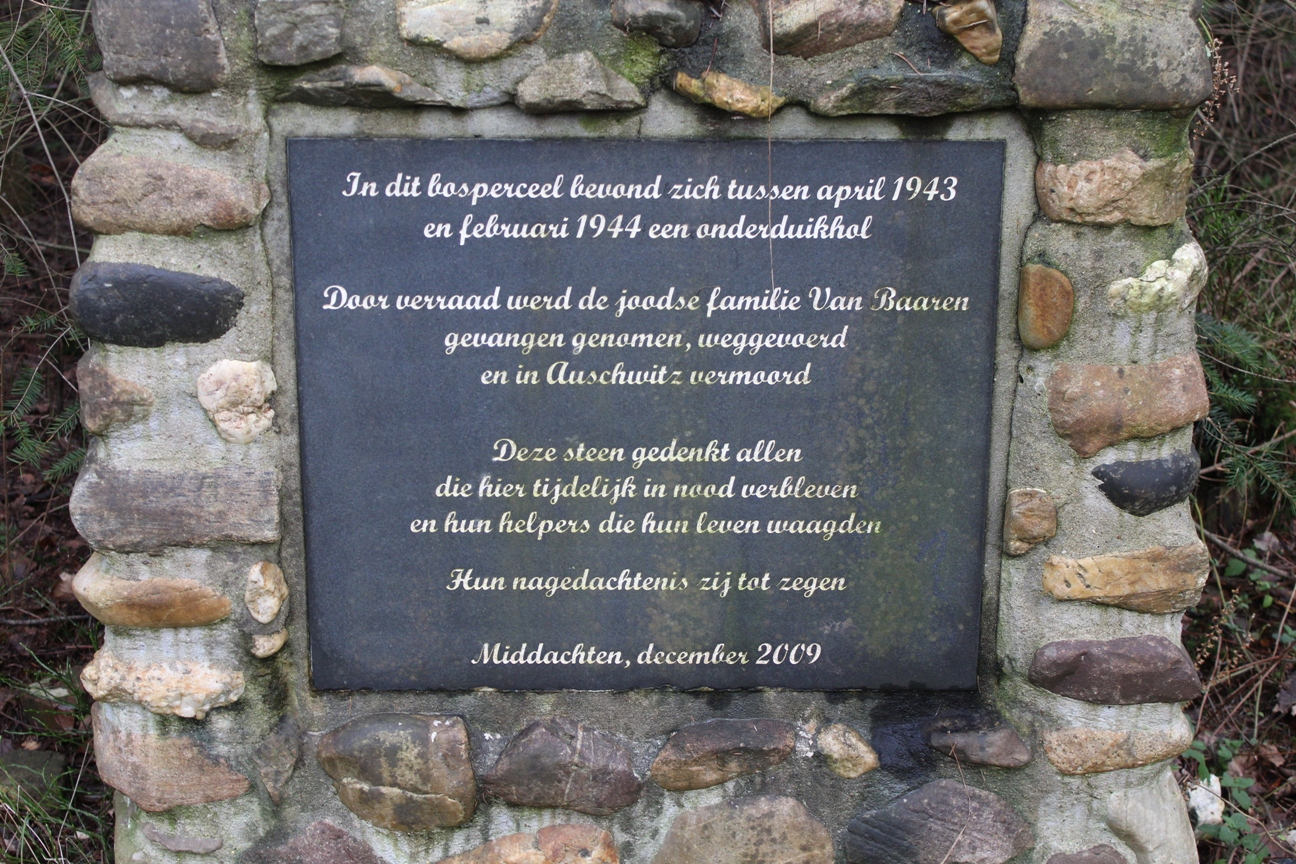 In dit bosperceel bevond zich tussen april 1943
en februari 1944 een onderduikhol
Door verraad werd de joodse familie Van Baaren
gevangen genomen, weggevoerd
en in Auschwitz vermoord
Deze steen gedenkt allen
die hier tijdelijk in nood verbleven
en hun helpers die hun leven waagden
Hun nagedachtenis zij tot zegen
Middachten, december 2009